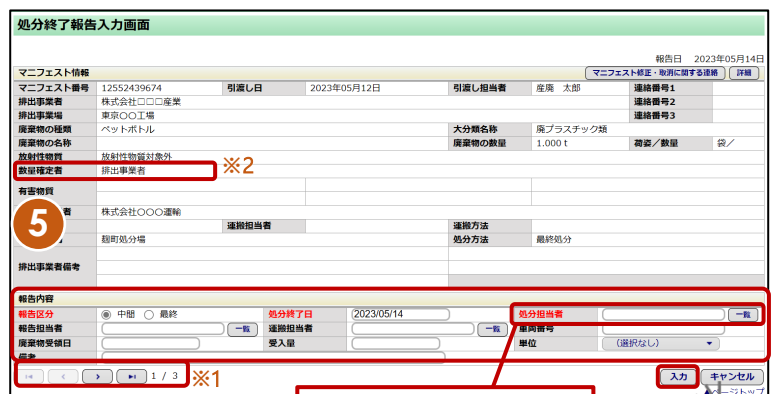 処分終了報告入力画面
報告日 2023年05月14日
マニフェスト情報 マニフェスト修正・取消に関する連絡 詳細
マニフェスト番号 12552439674 引渡し日 2023年05月12日 引渡し担当者 産廃 太郎 連絡番号1
排出事業者 株式会社□□□産業 連絡番号2
排出事業場 東京〇〇工場 連絡番号3
廃棄物の種類 ペットボトル 大分類名称 廃プラスチック類
廃棄物の名称 廃棄物の数量 1.000 t 荷姿/数量 袋/
放射性物質 放射性物質対象外
数量確定者 排出事業者 ※2
有害物質
者 株式会社〇〇〇運輸
5 運搬担当者 運搬方法
麹町処分場 処分方法 最終処分
排出事業者備考
報告内容
報告区分 中間 最終 処分終了日 2023/05/14 処分担当者 一覧
報告担当者 一覧 運搬担当者 一覧 車両番号
廃棄物受領日 受入量 単位 (選択なし)
備考
1 / 3 ※1 入力 キャンセル
▲ページトップ